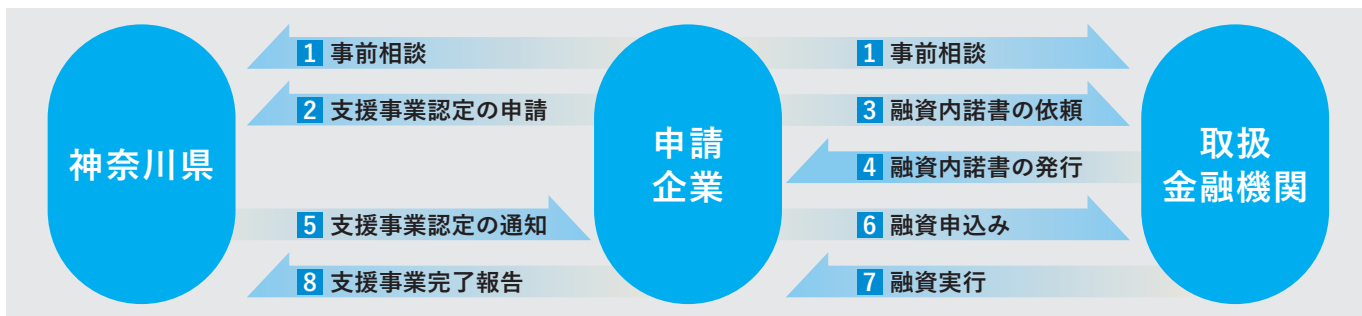 神奈川県
1 事前相談
2 支援事業認定の申請
5 支援事業認定の通知
8 支援事業完了報告
申請
企業
1 事前相談
3 融資内諾書の依頼
4 融資内諾書の発行
6 融資申込み
7 融資実行
取扱
金融機関